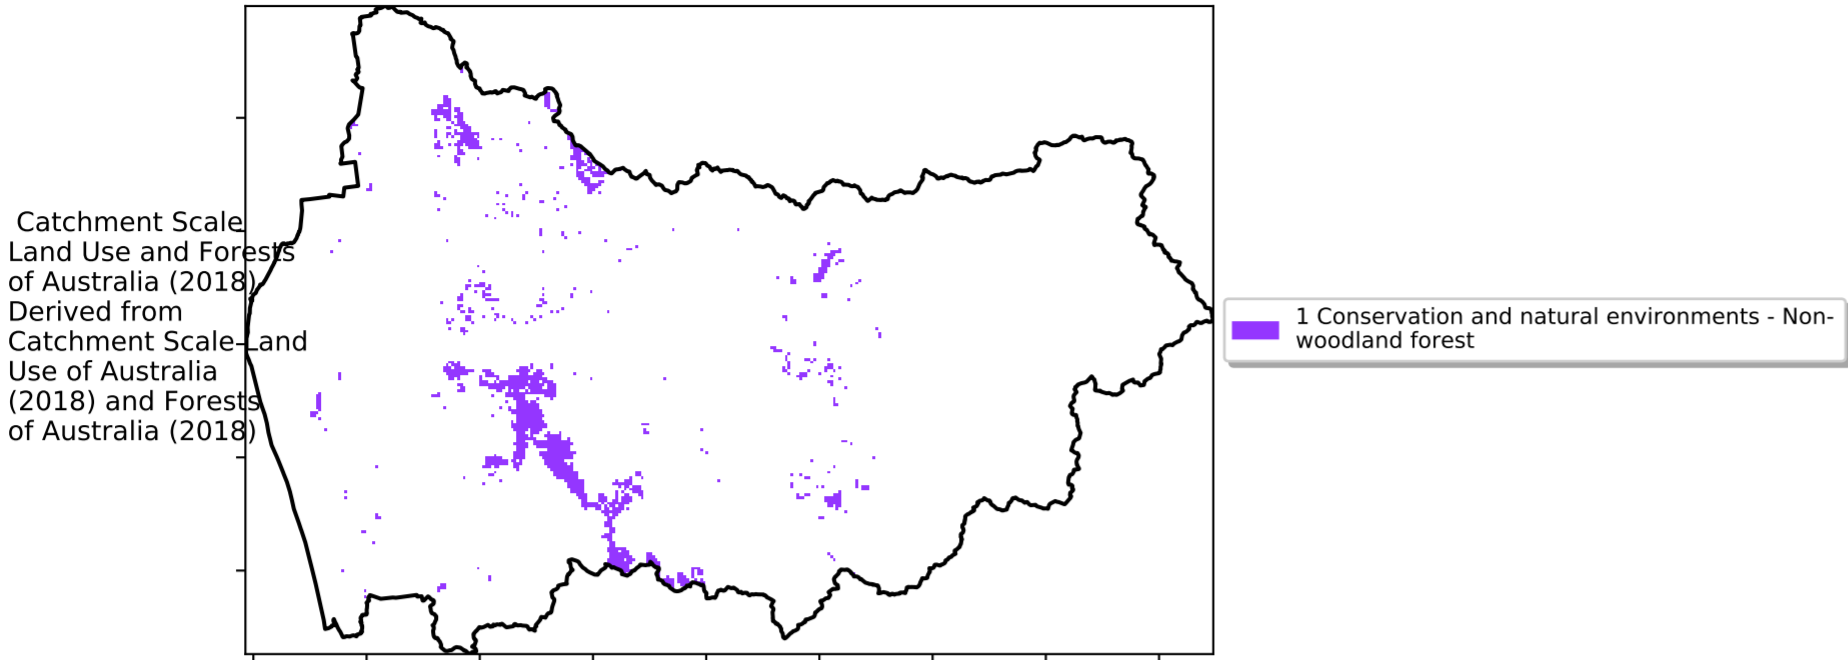 Catchment Scale
Land Use and Forests
of Australia (2018)
Derived from
Catchment Scale Land
Use of Australia
(2018) and Forests
of Australia (2018)
1 Conservation and natural environments - Non-
woodland forest